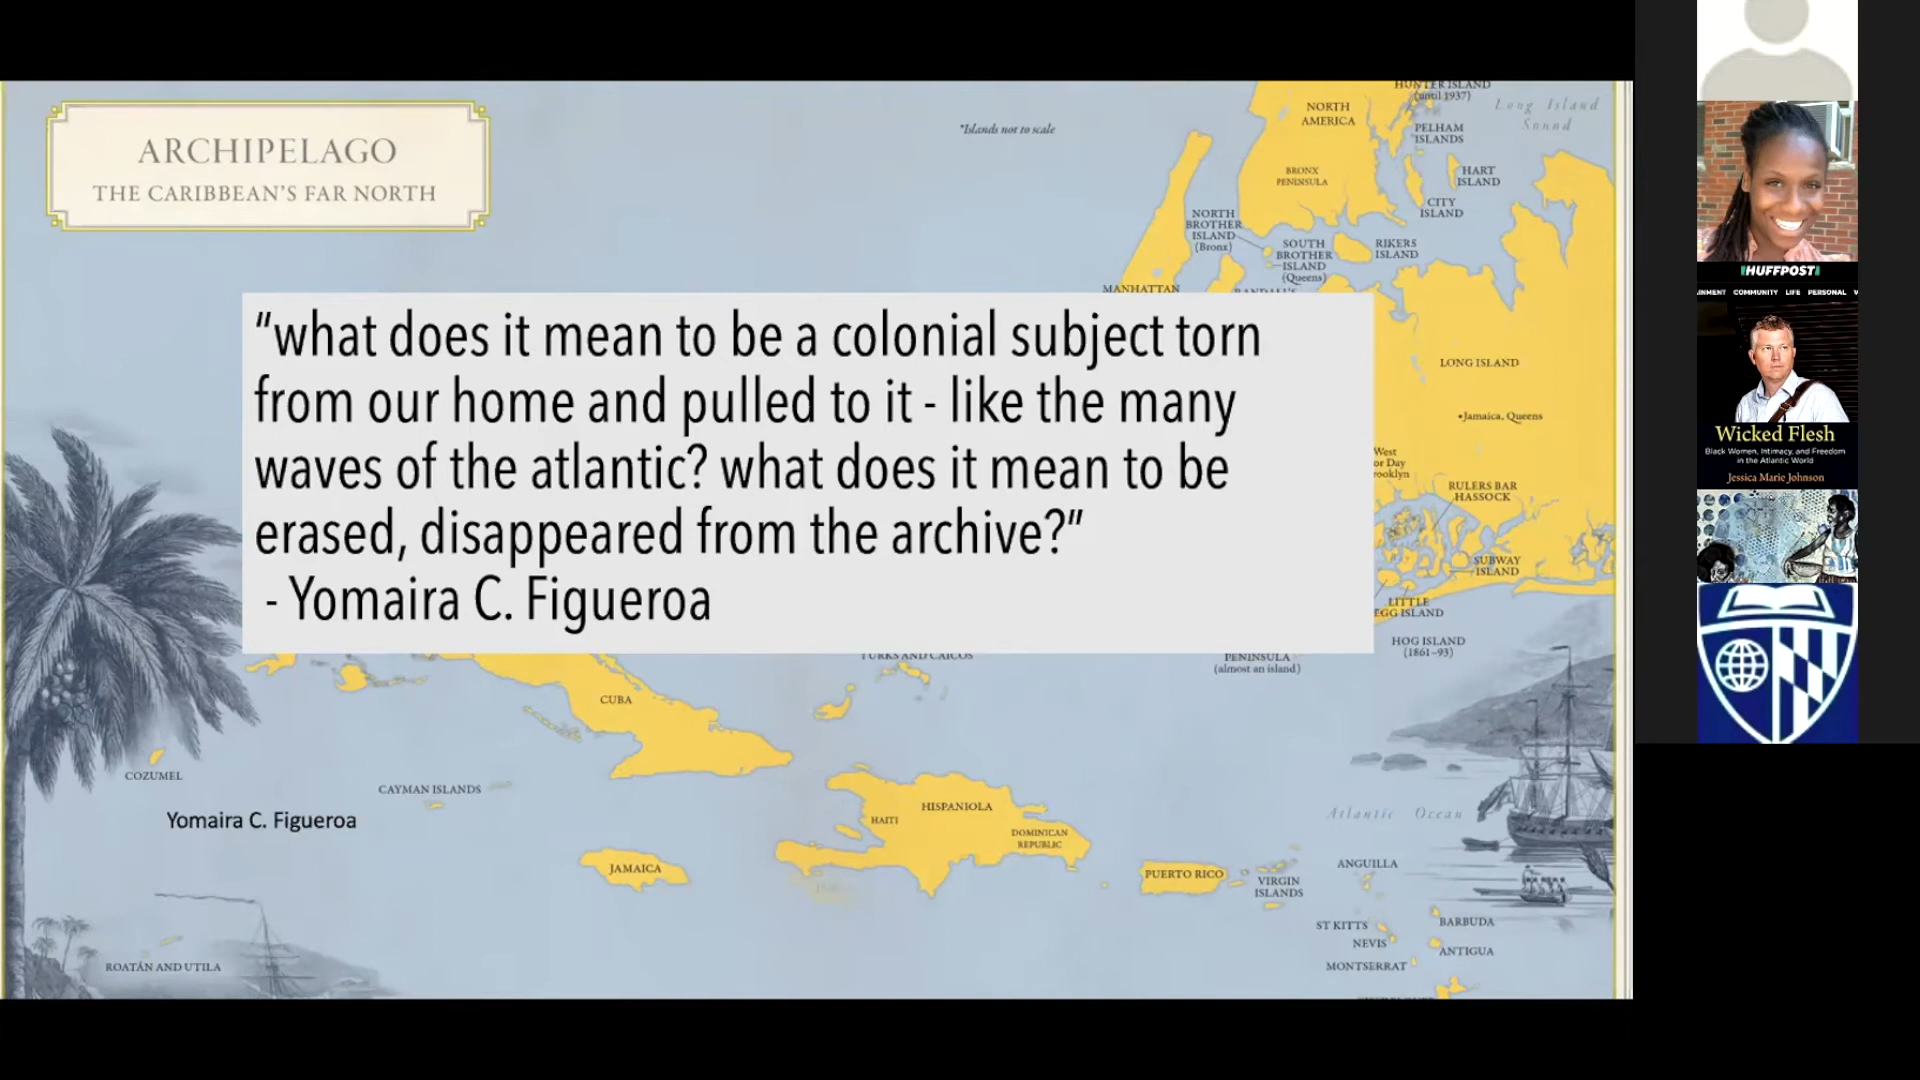 ARCHIPELAGO
THE CARIBBEAN'S FAR NORTH
*Islands not to scale
NORTH
AMERICA
HUNTER ISLAND
(until 1937)
Long Island
Sound
PELHAM
ISLANDS
BRONX
PENINSULA
HART
ISLAND
CITY
ISLAND
NORTH
BROTHER
ISLAND
(Bronx)
SOUTH
BROTHER
ISLAND
(Queens)
RIKERS
ISLAND
MANHATTAN
"what does it mean to be a colonial subject torn
from our home and pulled to it - like the many
waves of the atlantic? what does it mean to be
erased, disappeared from the archive?"
- Yomaira C. Figueroa
LONG ISLAND
•Jamaica, Queens
West
or Day
rooklyn
RULERS BAR
HASSOCK
SUBWAY
ISLAND
LITTLE
EGG ISLAND
HOG ISLAND
(1861–93)
TURKS AND CAICOS
PENINSULA
(almost an island)
CUBA
COZUMEL
CAYMAN ISLANDS
Yomaira C. Figueroa
HISPANIOLA
HAITI
DOMINICAN
REPUBLIC
JAMAICA
PUERTO RICO
VIRGIN
ISLANDS
Atlantic Ocean
ANGUILLA
ST KITTS
NEVIS
MONTSERRAT
BARBUDA
ANTIGUA
ROATÁN AND UTILA
HUFFPOST
INMENT COMMUNITY LIFE PERSONAL
Wicked Flesh
Black Women, Intimacy, and Freedom
in the Atlantic World
Jessica Marie Johnson